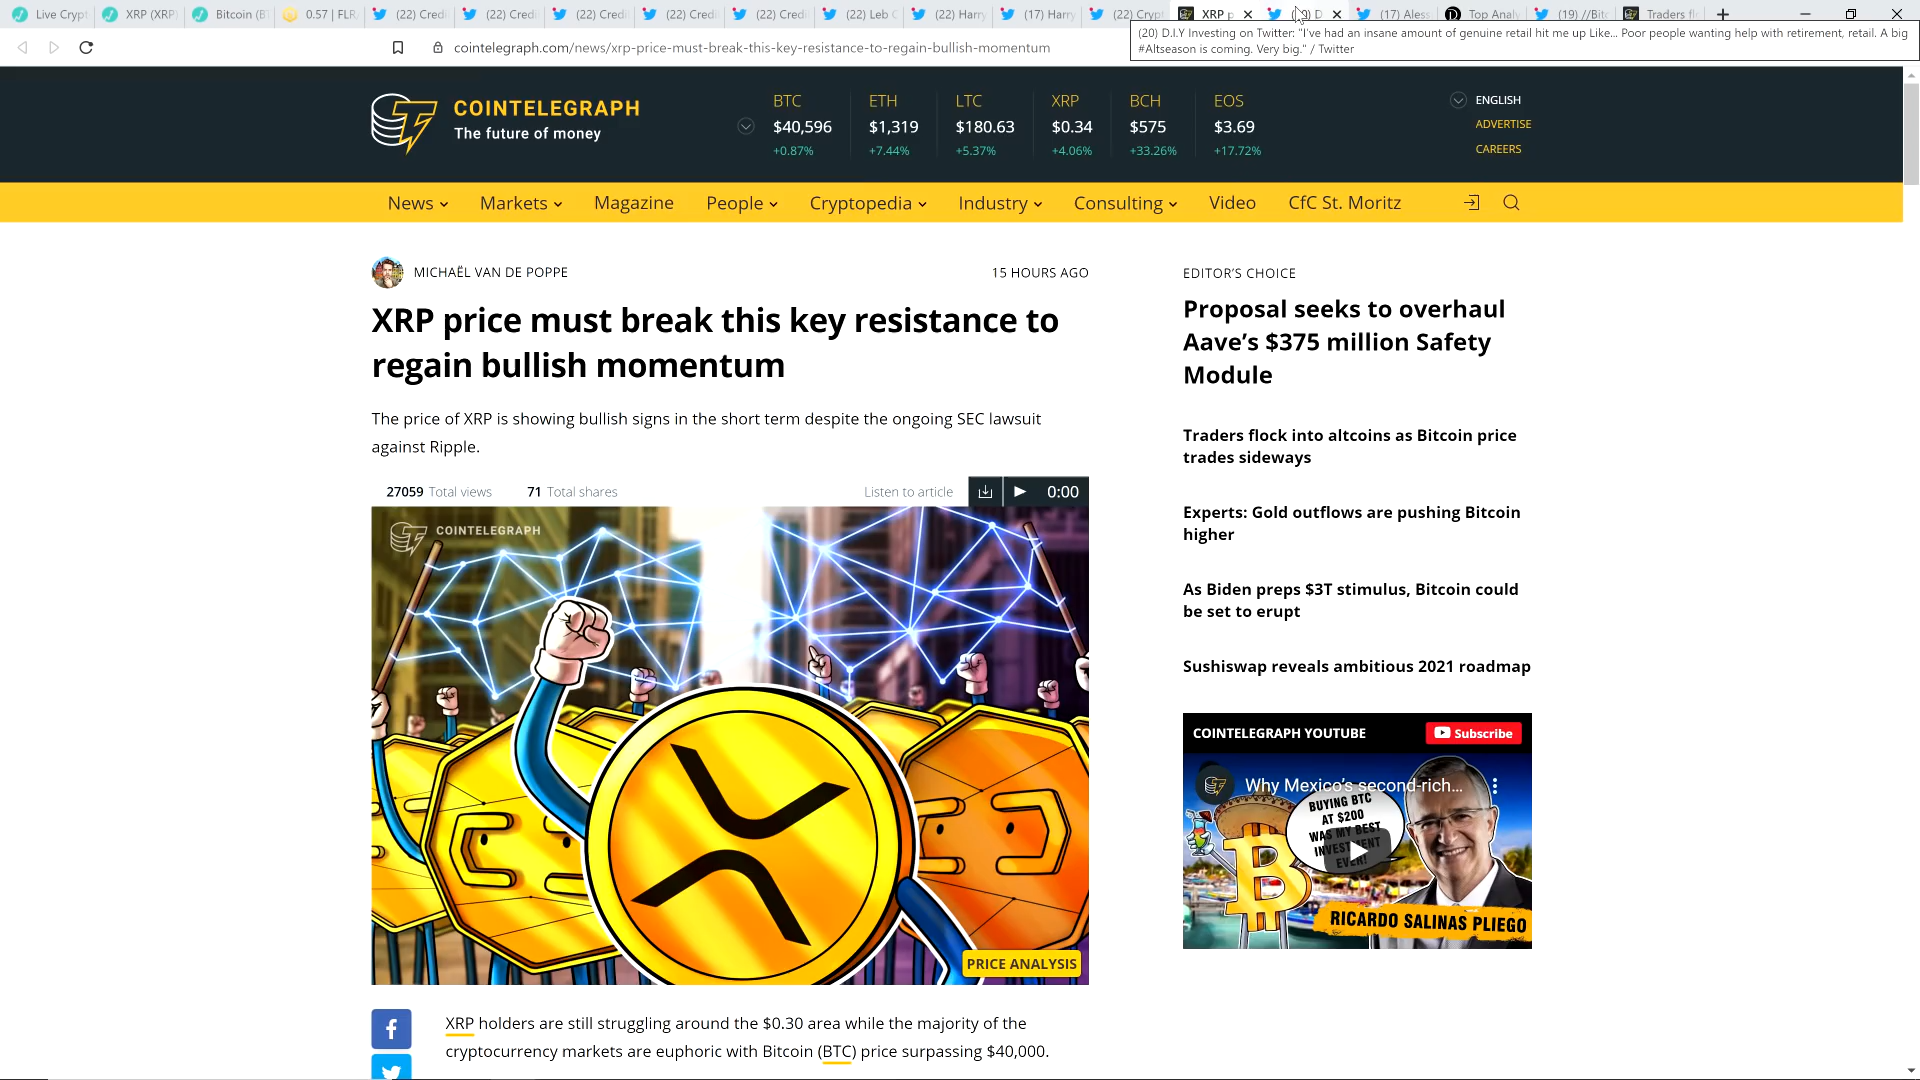 Live Crypt
XRP (XRP
Bitcoin (B
0.57 | FLR
(22) Credi
(22) Credi
(22) Credi
(22) Credi
(22) Credi
(22) Leb C
(22) Harry
(17) Harry
(22) Crypt
XRP p
(20) D
(17) Aless
Top Analy
(19) //Bitc
Traders fl
cointelegraph.com/news/xrp-price-must-break-this-key-resistance-to-regain-bullish-momentum
(20) D.I.Y Investing on Twitter: "I've had an insane amount of genuine retail hit me up Like... Poor people wanting help with retirement, retail. A big
#Altseason is coming. Very big." / Twitter
COINTELEGRAPH
The future of money
BTC ETH LTC XRP BCH EOS
$40,596 $1,319 $180.63 $0.34 $575 $3.69
+0.87% +7.44% +5.37% +4.06% +33.26% +17.72%
ENGLISH
ADVERTISE
CAREERS
News Markets Magazine People Cryptopedia Industry Consulting Video CfC St. Moritz
MICHAËL VAN DE POPPE 15 HOURS AGO
XRP price must break this key resistance to
regain bullish momentum
The price of XRP is showing bullish signs in the short term despite the ongoing SEC lawsuit
against Ripple.
27059 Total views 71 Total shares Listen to article 0:00
COINTELEGRAPH
PRICE ANALYSIS
XRP holders are still struggling around the $0.30 area while the majority of the
cryptocurrency markets are euphoric with Bitcoin (BTC) price surpassing $40,000.
EDITOR'S CHOICE
Proposal seeks to overhaul
Aave's $375 million Safety
Module
Traders flock into altcoins as Bitcoin price
trades sideways
Experts: Gold outflows are pushing Bitcoin
higher
As Biden preps $3T stimulus, Bitcoin could
be set to erupt
Sushiswap reveals ambitious 2021 roadmap
COINTELEGRAPH YOUTUBE Subscribe
Why Mexico's second-rich...
BUYING BTC
AT $200
WAS MY BEST
INVESTMENT
EVER!
RICARDO SALINAS PLIEGO